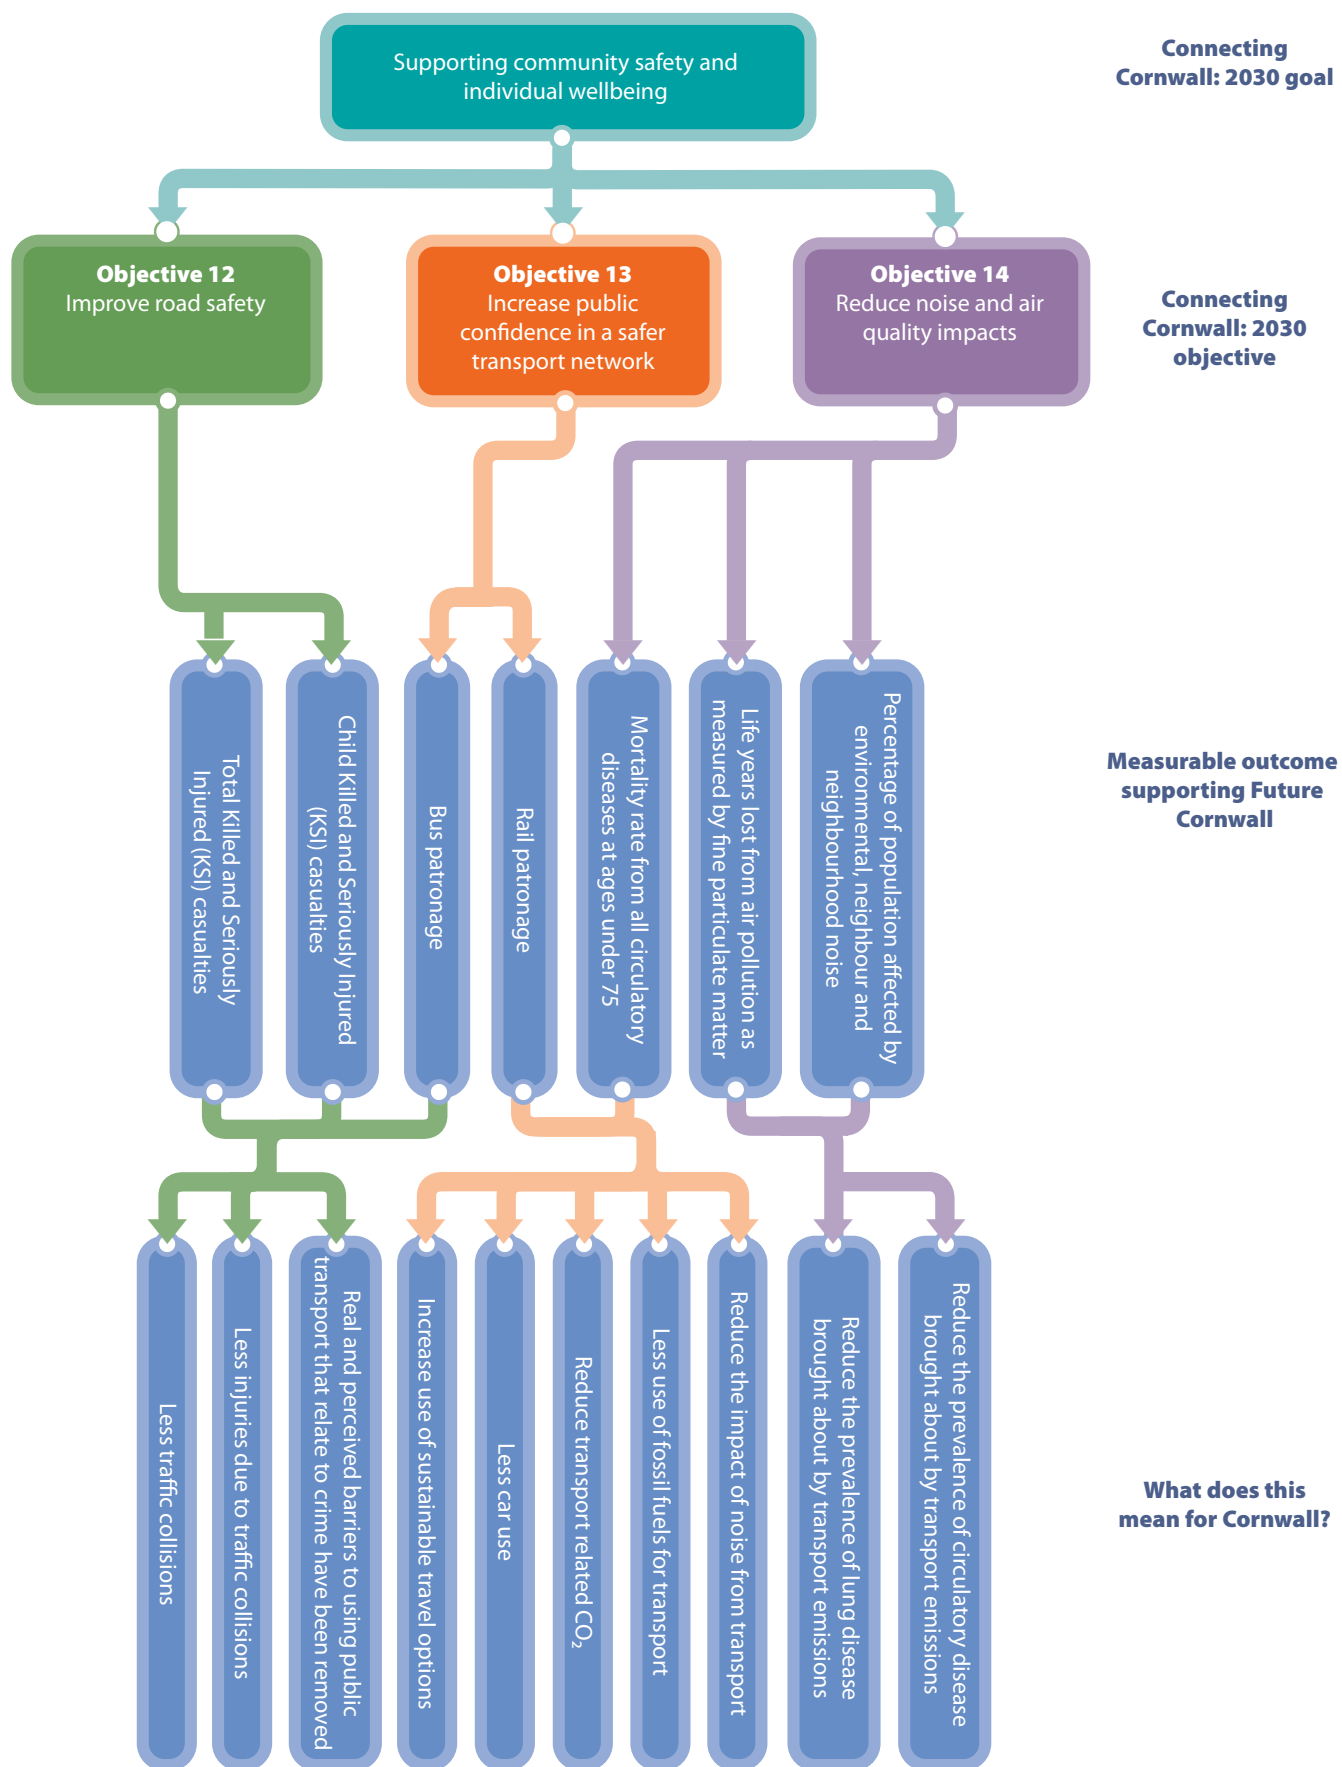 Supporting community safety and
individual wellbeing
Connecting
Cornwall: 2030 goal
Objective 12
Improve road safety
Objective 13
Increase public
confidence in a safer
transport network
Objective 14
Reduce noise and air
quality impacts
Connecting
Cornwall: 2030
objective
Total Killed and Seriously
Injured (KSI) casualties
Child Killed and Seriously Injured
(KSI) casualties
Bus patronage
Rail patronage
Mortality rate from all circulatory
diseases at ages under 75
Life years lost from air pollution as
measured by fine particulate matter
Percentage of population affected by
environmental, neighbour and
neighbourhood noise
Measurable outcome
supporting Future
Cornwall
Less traffic collisions
Less injuries due to traffic collisions
Real and perceived barriers to using public
transport that relate to crime have been removed
Increase use of sustainable travel options
Less car use
Reduce transport related CO₂
Less use of fossil fuels for transport
Reduce the impact of noise from transport
Reduce the prevalence of lung disease
brought about by transport emissions
Reduce the prevalence of circulatory disease
brought about by transport emissions
What does this
mean for Cornwall?